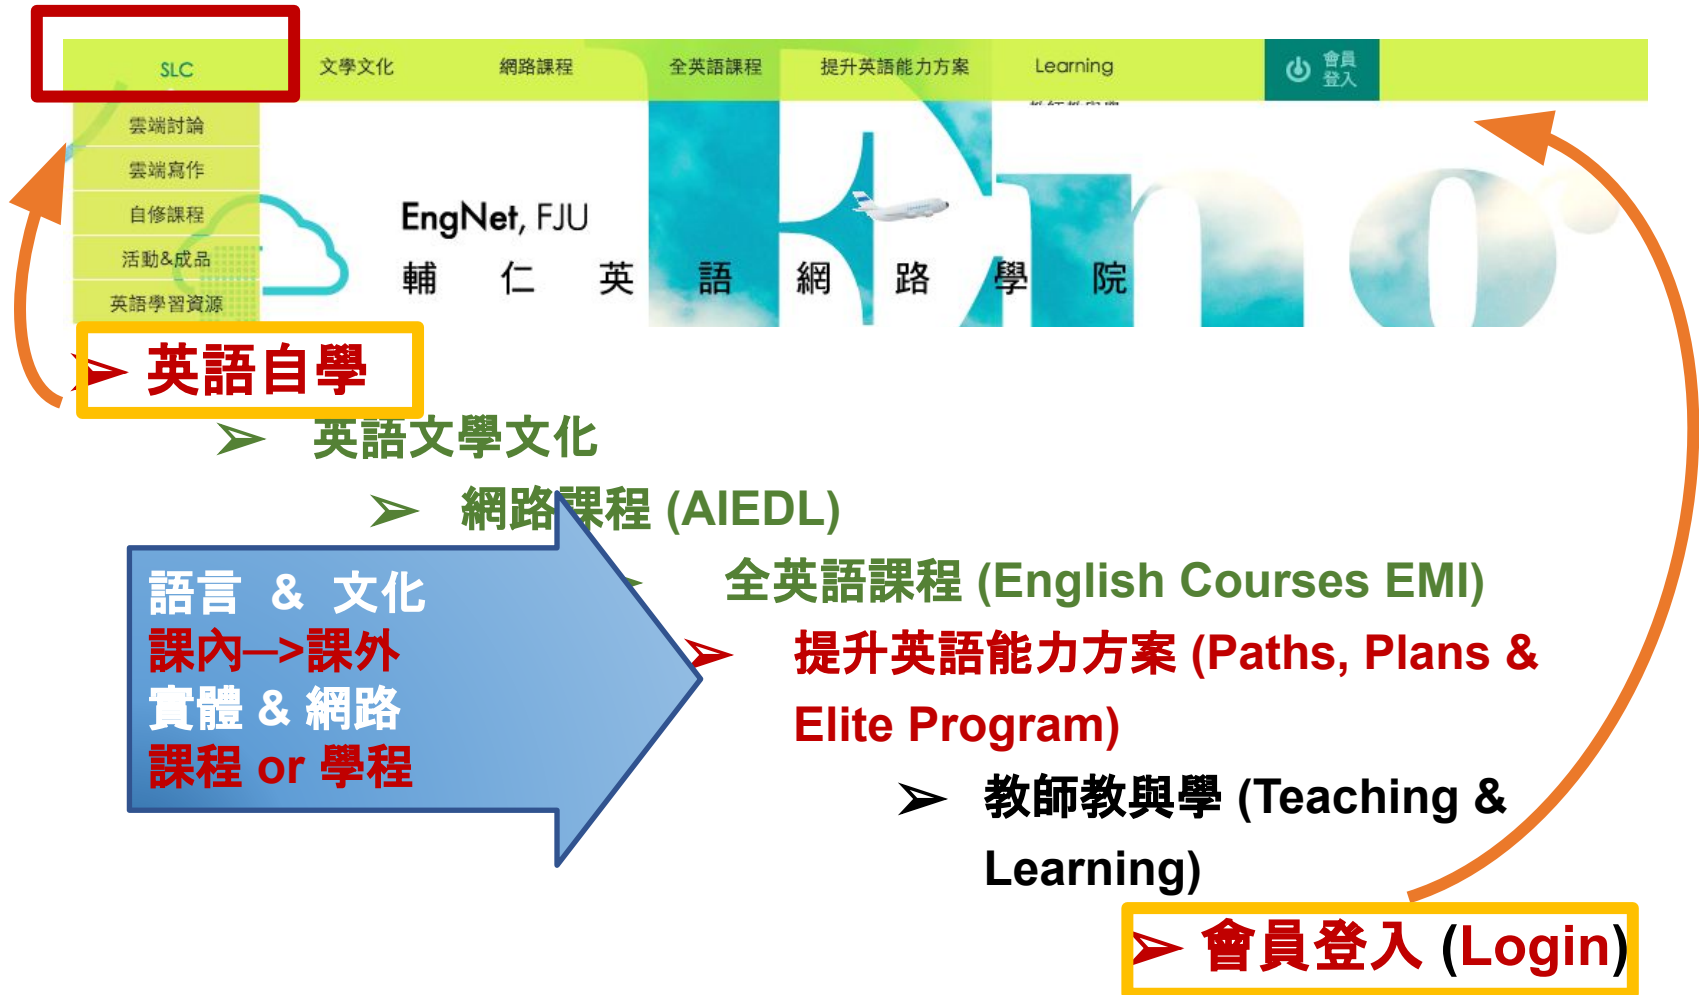 SLC
文學文化
網路課程
全英語課程
提升英語能力方案
Learning
會員
登入
雲端討論
雲端寫作
自修課程
活動&成品
英語學習資源
EngNet, FJU
輔仁英語網路學院
Eng
➢ 英語自學
➢ 英語文學文化
➢ 網路課程 (AIEDL)
➢ 全英語課程 (English Courses EMI)
➢ 提升英語能力方案 (Paths, Plans &
Elite Program)
➢ 教師教與學 (Teaching &
Learning)
➢ 會員登入 (Login)
語言 & 文化
課內—>課外
實體 & 網路
課程 or 學程